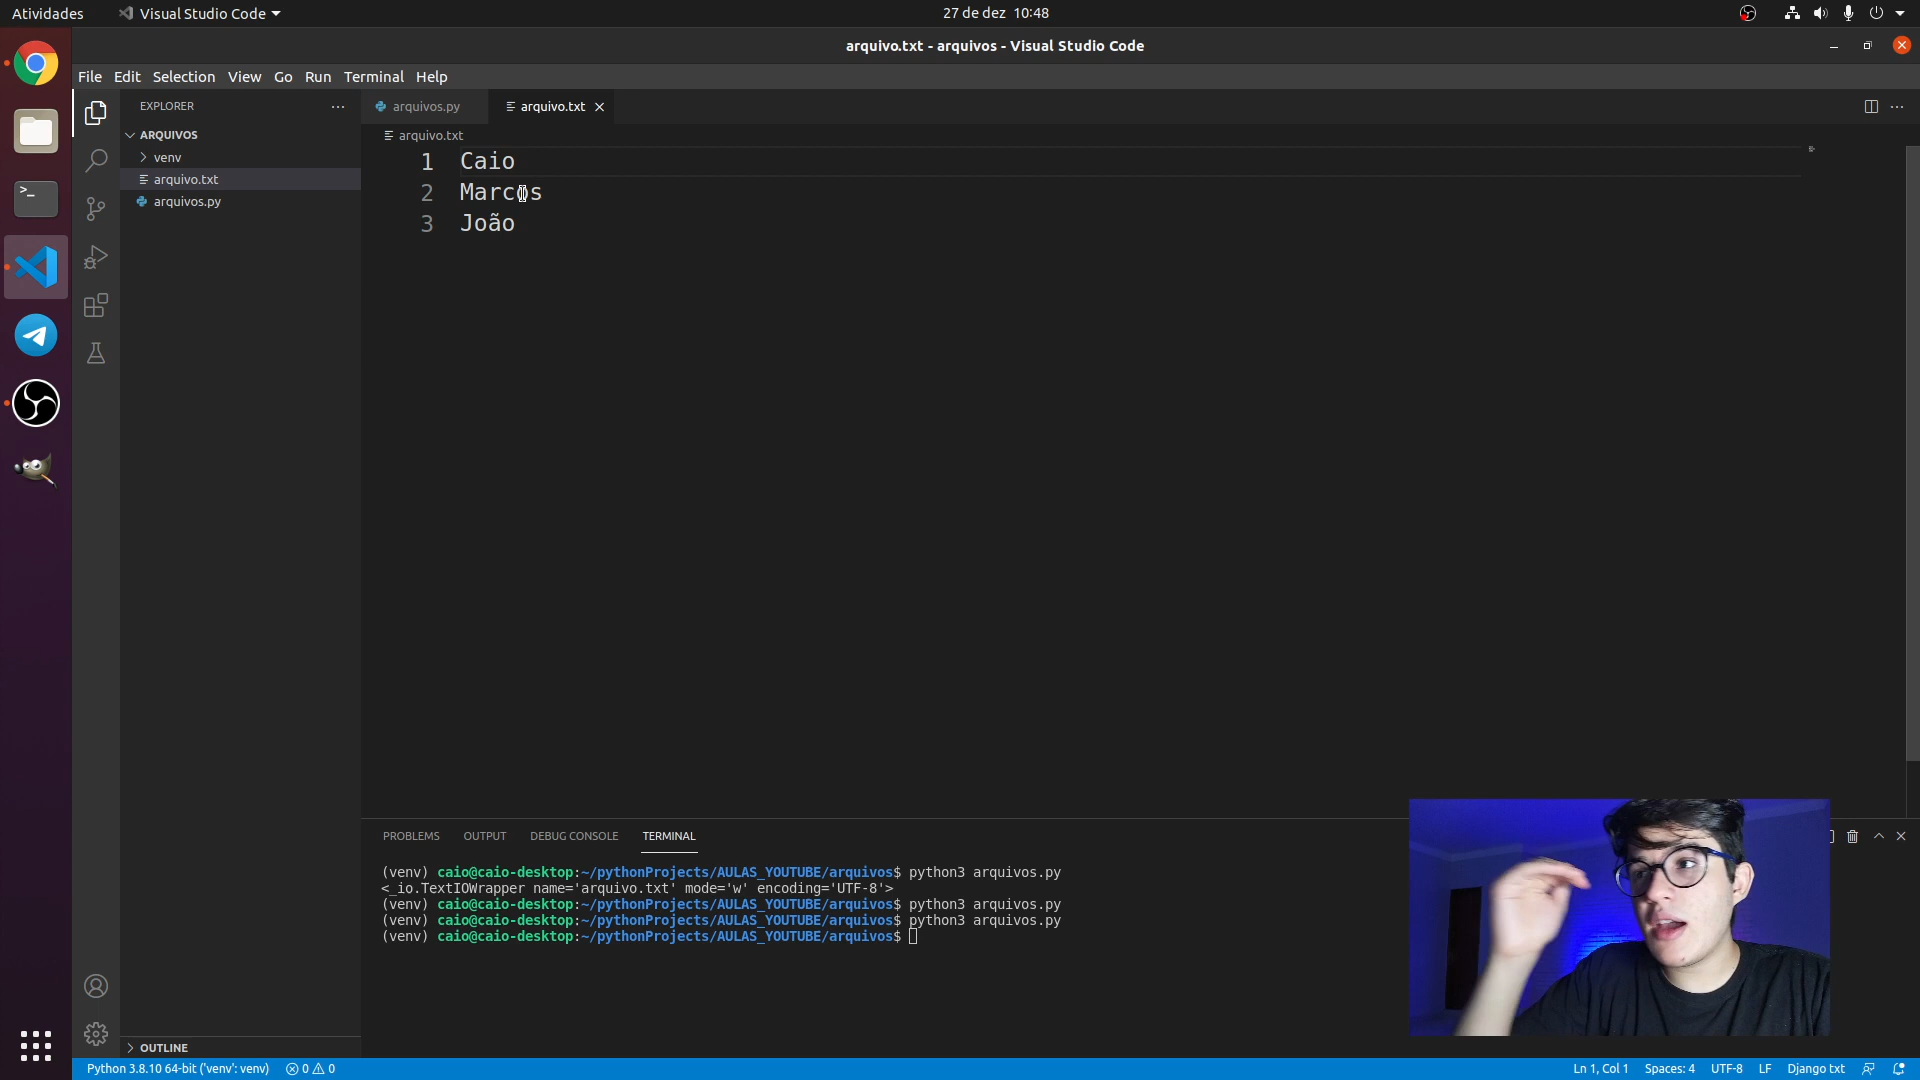 Atividades
Visual Studio Code
27 de dez 10:48
arquivo.txt - arquivos - Visual Studio Code
File Edit Selection View Go Run Terminal Help
EXPLORER
arquivos.py
arquivo.txt
ARQUIVOS
arquivo.txt
venv
arquivo.txt
arquivos.py
1 Caio
2 Marcos
3 João
PROBLEMS OUTPUT DEBUG CONSOLE TERMINAL
(venv) caio@caio-desktop:~/pythonProjects/AULAS_YOUTUBE/arquivos$ python3 arquivos.py
<_io.TextIOWrapper name='arquivo.txt' mode='w' encoding='UTF-8'>
(venv) caio@caio-desktop:~/pythonProjects/AULAS_YOUTUBE/arquivos$ python3 arquivos.py
(venv) caio@caio-desktop:~/pythonProjects/AULAS_YOUTUBE/arquivos$ python3 arquivos.py
(venv) caio@caio-desktop:~/pythonProjects/AULAS_YOUTUBE/arquivos$
OUTLINE
Python 3.8.10 64-bit ('venv': venv) 0 0
Ln 1, Col 1 Spaces: 4 UTF-8 LF Django txt